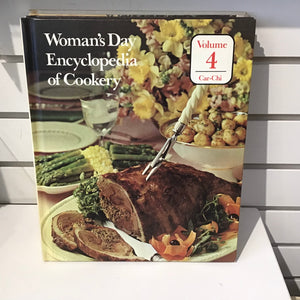 Woman's Day
Encyclopedia
of Cookery
Volume
4
Car-Chi